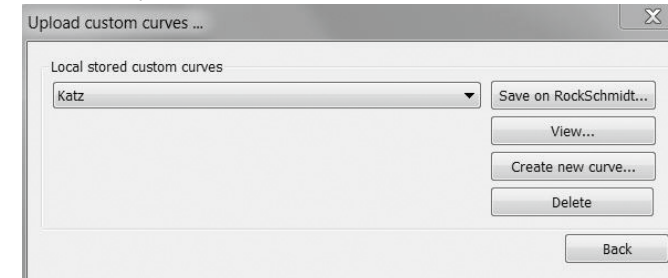 Upload custom curves ...
Local stored custom curves
Katz
Save on RockSchmidt...
View...
Create new curve...
Delete
Back